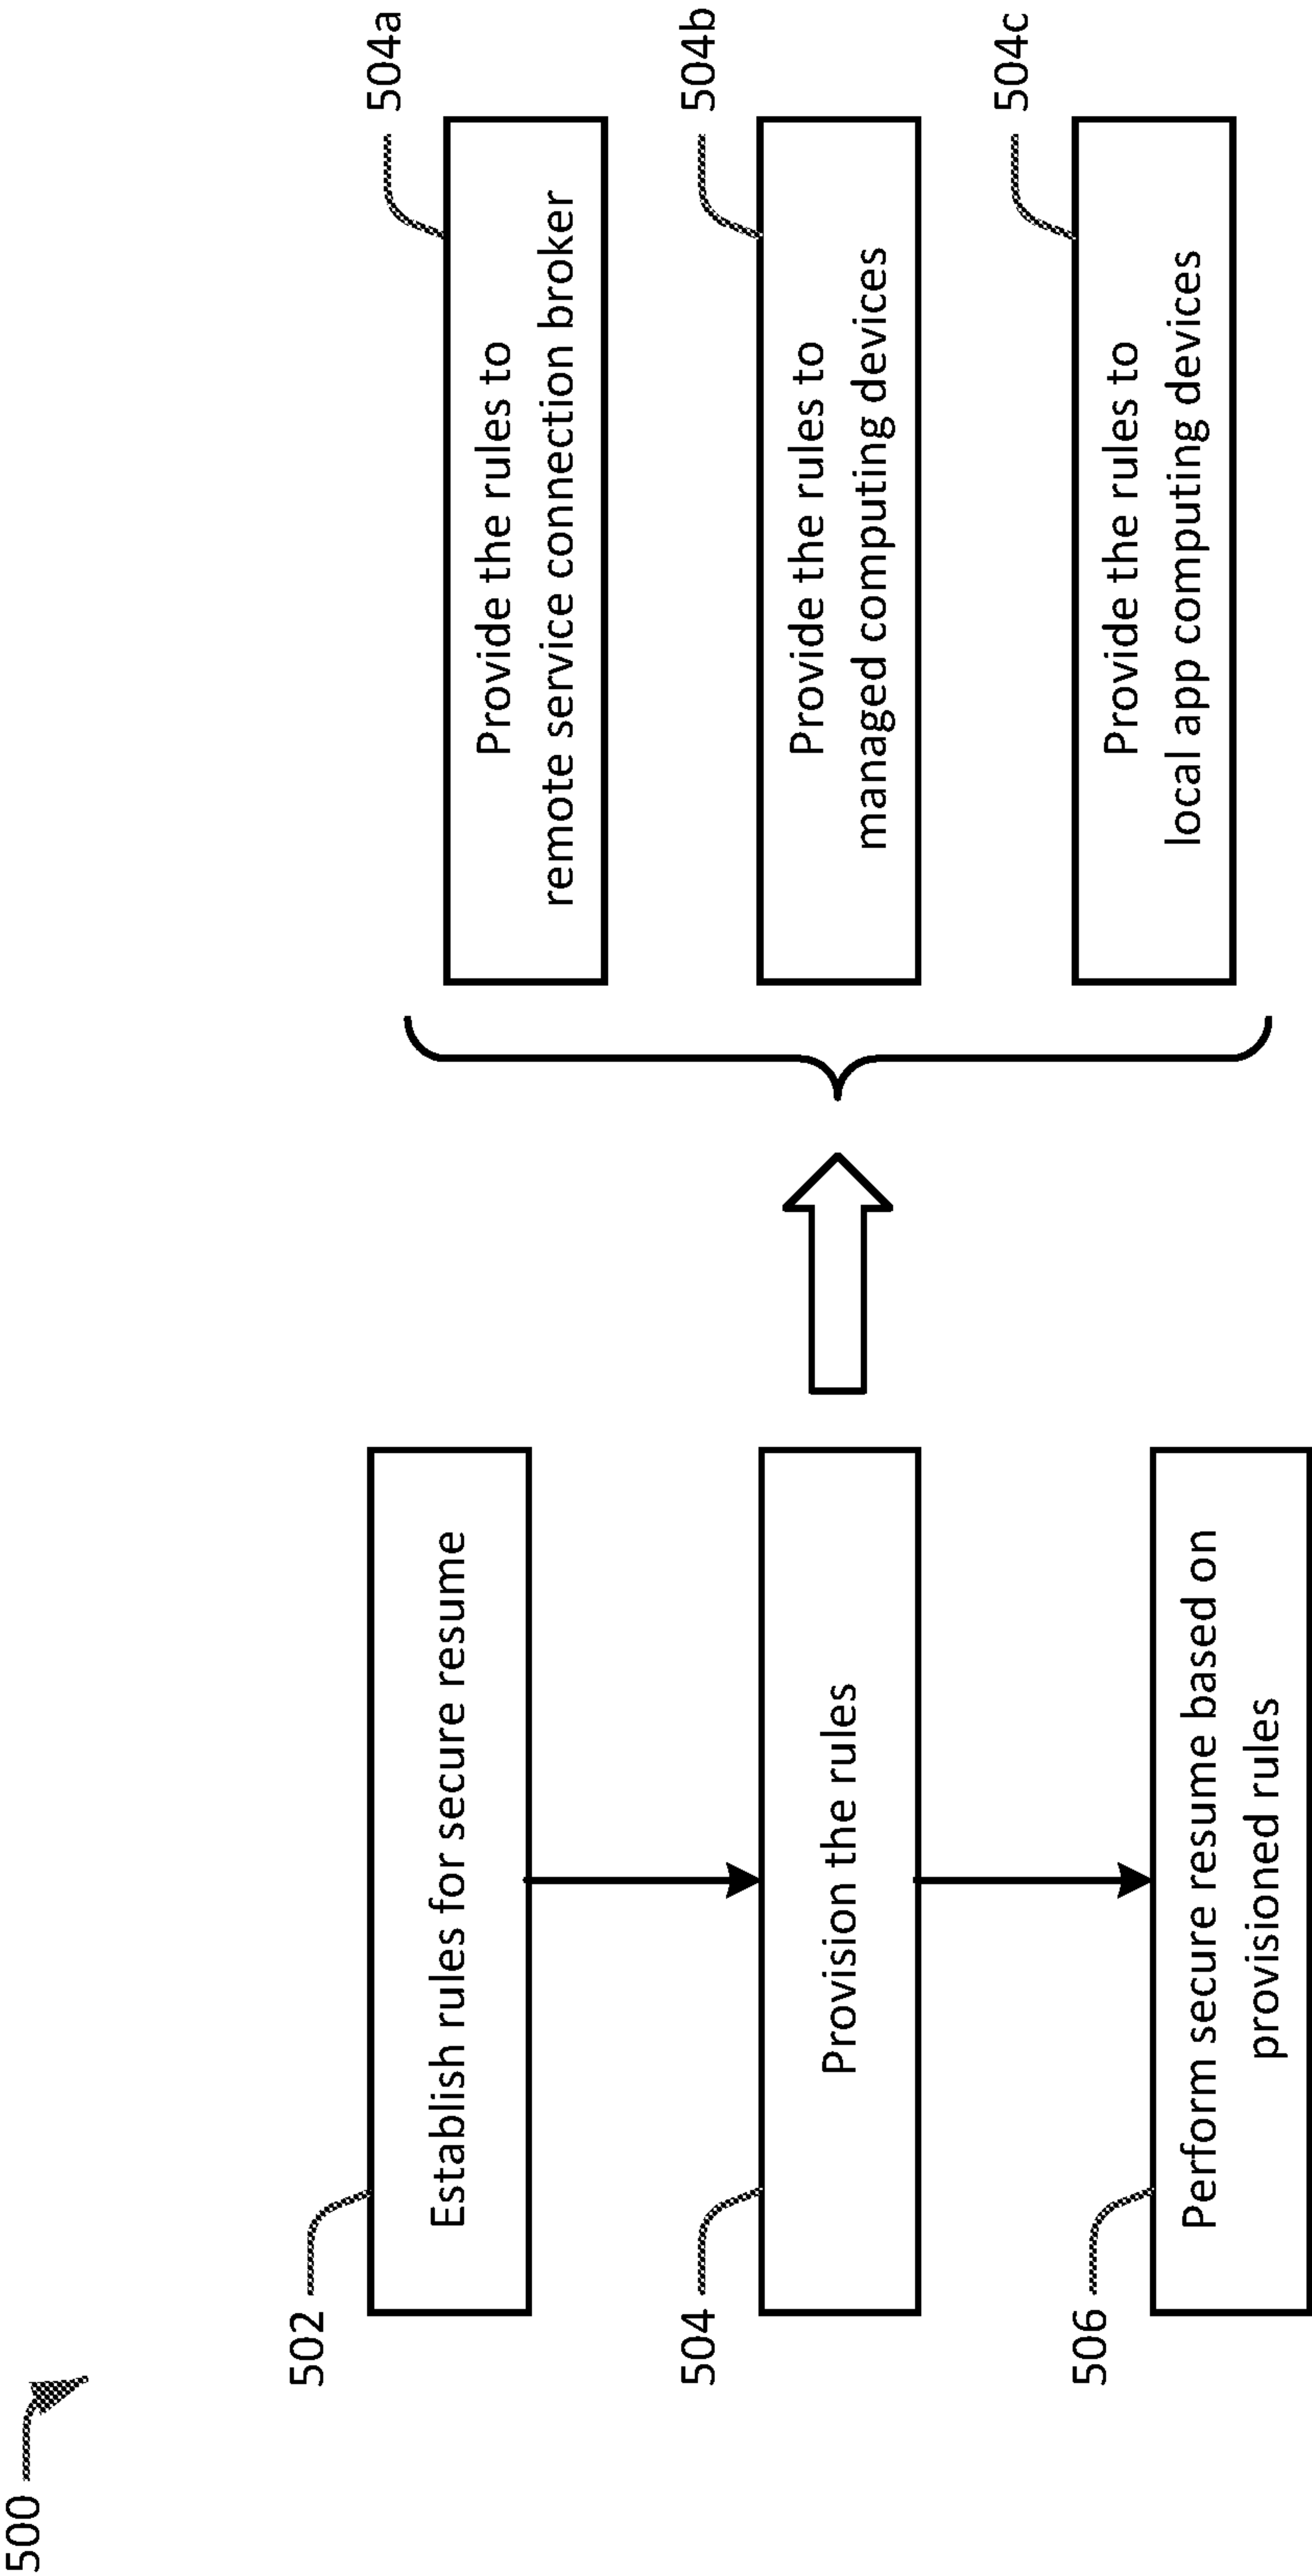 500
502
Establish rules for secure resume
504
Provision the rules
506
Perform secure resume based on
provisioned rules
504a
Provide the rules to
remote service connection broker
504b
Provide the rules to
managed computing devices
504c
Provide the rules to
local app computing devices